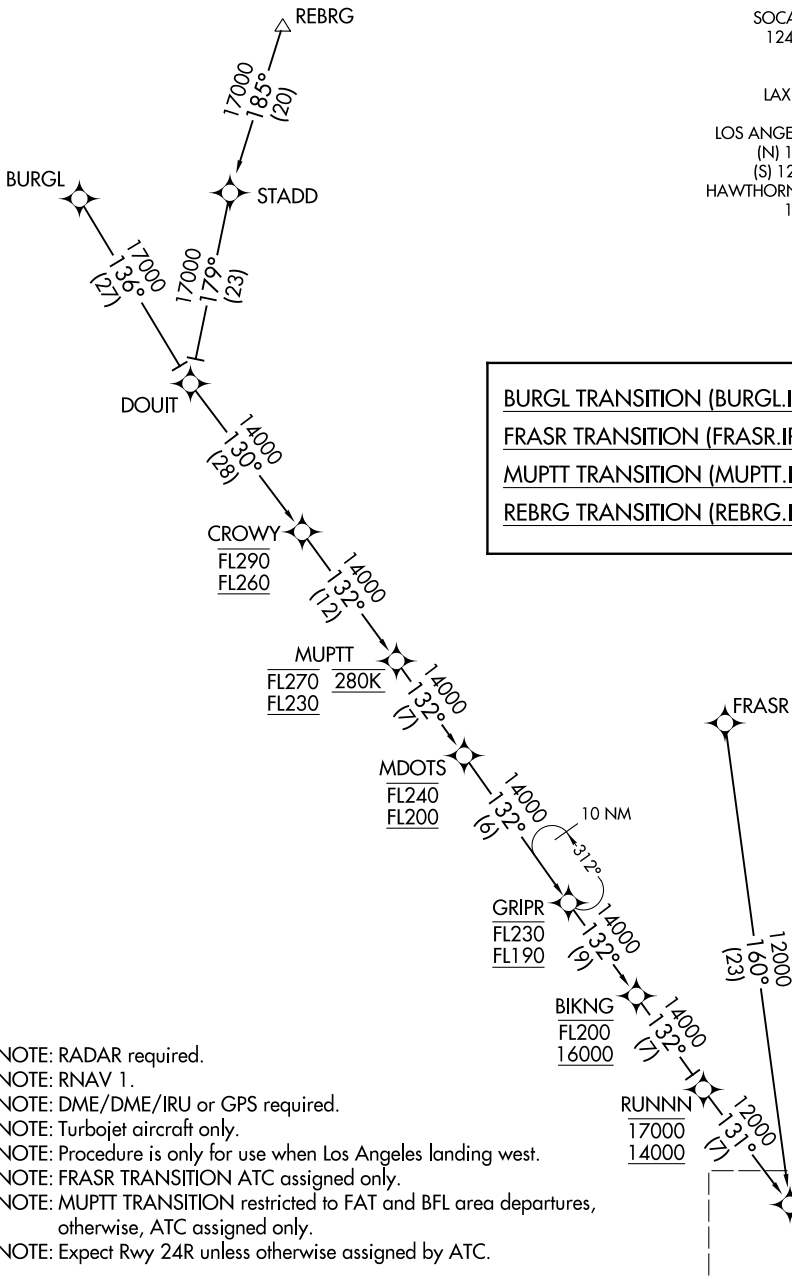 REBRG
17000
185°
(20)
SOCA
124
LAX
LOS ANGE
(N) 1
(S) 12
HAWTHORN
1
BURGL
STADD
17000
136°
(27)
17000
179°
(23)
DOUIT
BURGL TRANSITION (BURGL.I
FRASR TRANSITION (FRASR.IR
MUPTT TRANSITION (MUPTT.I
REBRG TRANSITION (REBRG.I
14000
130°
(28)
CROWY
FL290
FL260
14000
132°
(12)
MUPTT
FL270 280K
FL230
14000
132°
(7)
FRASR
MDOTS
FL240
FL200
14000
132°
(6)
10 NM
312°
GRIPR
FL230
FL190
14000
132°
(9)
12000
160°
(23)
BIKNG
FL200
16000
14000
132°
(7)
RUNNN
17000
14000
12000
131°
(7)
NOTE: RADAR required.
NOTE: RNAV 1.
NOTE: DME/DME/IRU or GPS required.
NOTE: Turbojet aircraft only.
NOTE: Procedure is only for use when Los Angeles landing west.
NOTE: FRASR TRANSITION ATC assigned only.
NOTE: MUPTT TRANSITION restricted to FAT and BFL area departures,
otherwise, ATC assigned only.
NOTE: Expect Rwy 24R unless otherwise assigned by ATC.